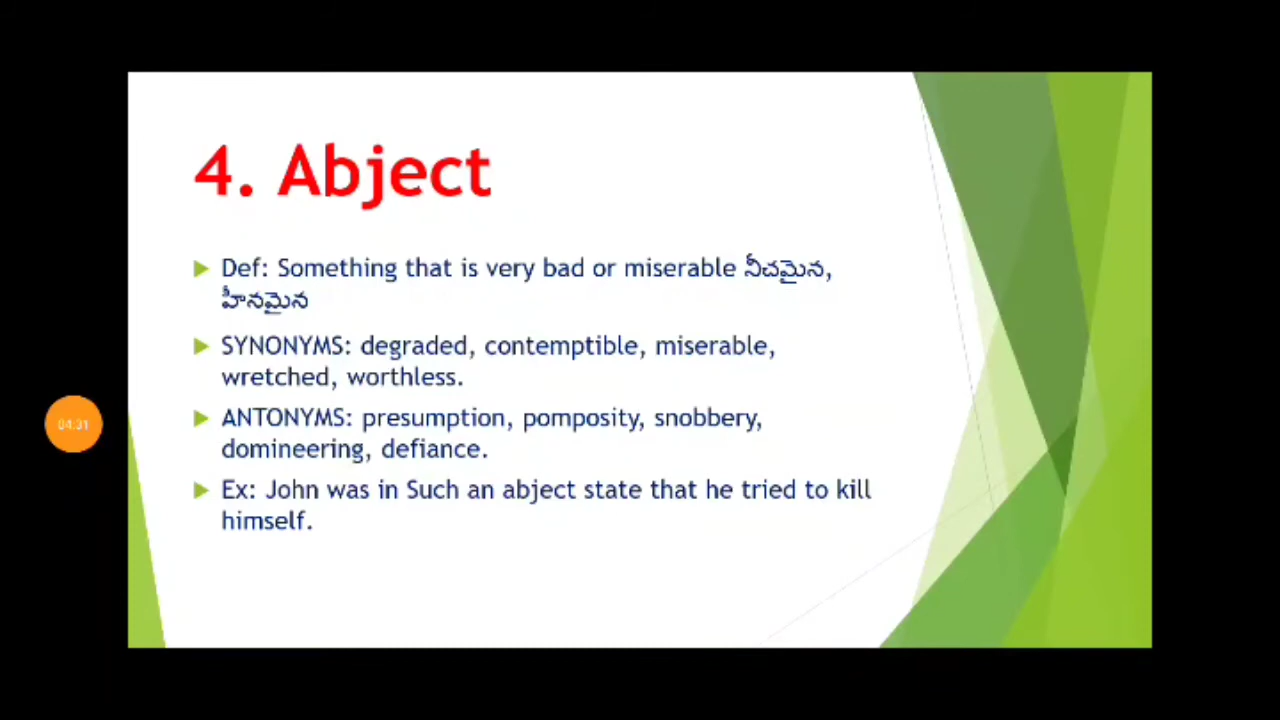 4. Abject
Def: Something that is very bad or miserable నీచమైన,
హీనమైన
SYNONYMS: degraded, contemptible, miserable,
wretched, worthless.
ANTONYMS: presumption, pomposity, snobbery,
domineering, defiance.
04:31
Ex: John was in Such an abject state that he tried to kill
himself.